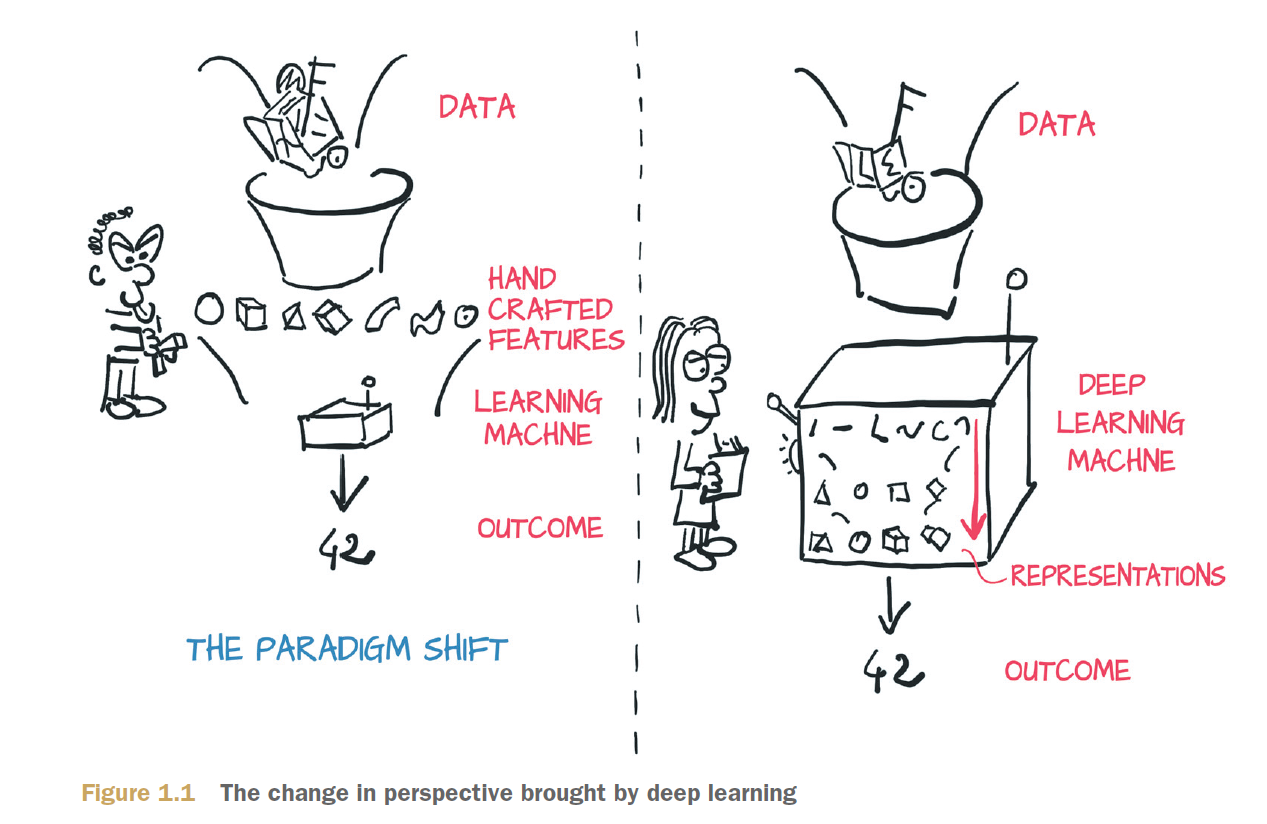 DATA
HAND
CRAFTED
FEATURES
LEARNING
MACHNE
OUTCOME
42
THE PARADIGM SHIFT
DATA
DEEP
LEARNING
MACHNE
REPRESENTATIONS
42
OUTCOME
Figure 1.1 The change in perspective brought by deep learning